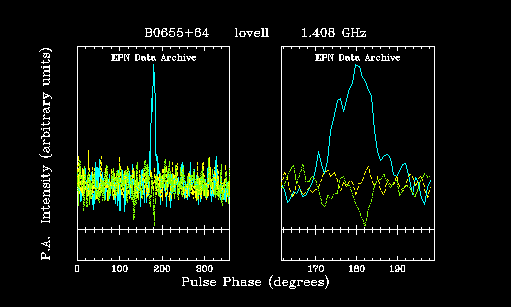 B0655+64 lovell 1.408 GHz
EPN Data Archive EPN Data Archive
P.A. Intensity (arbitrary units)
0 100 200 300 170 180 190
Pulse Phase (degrees)